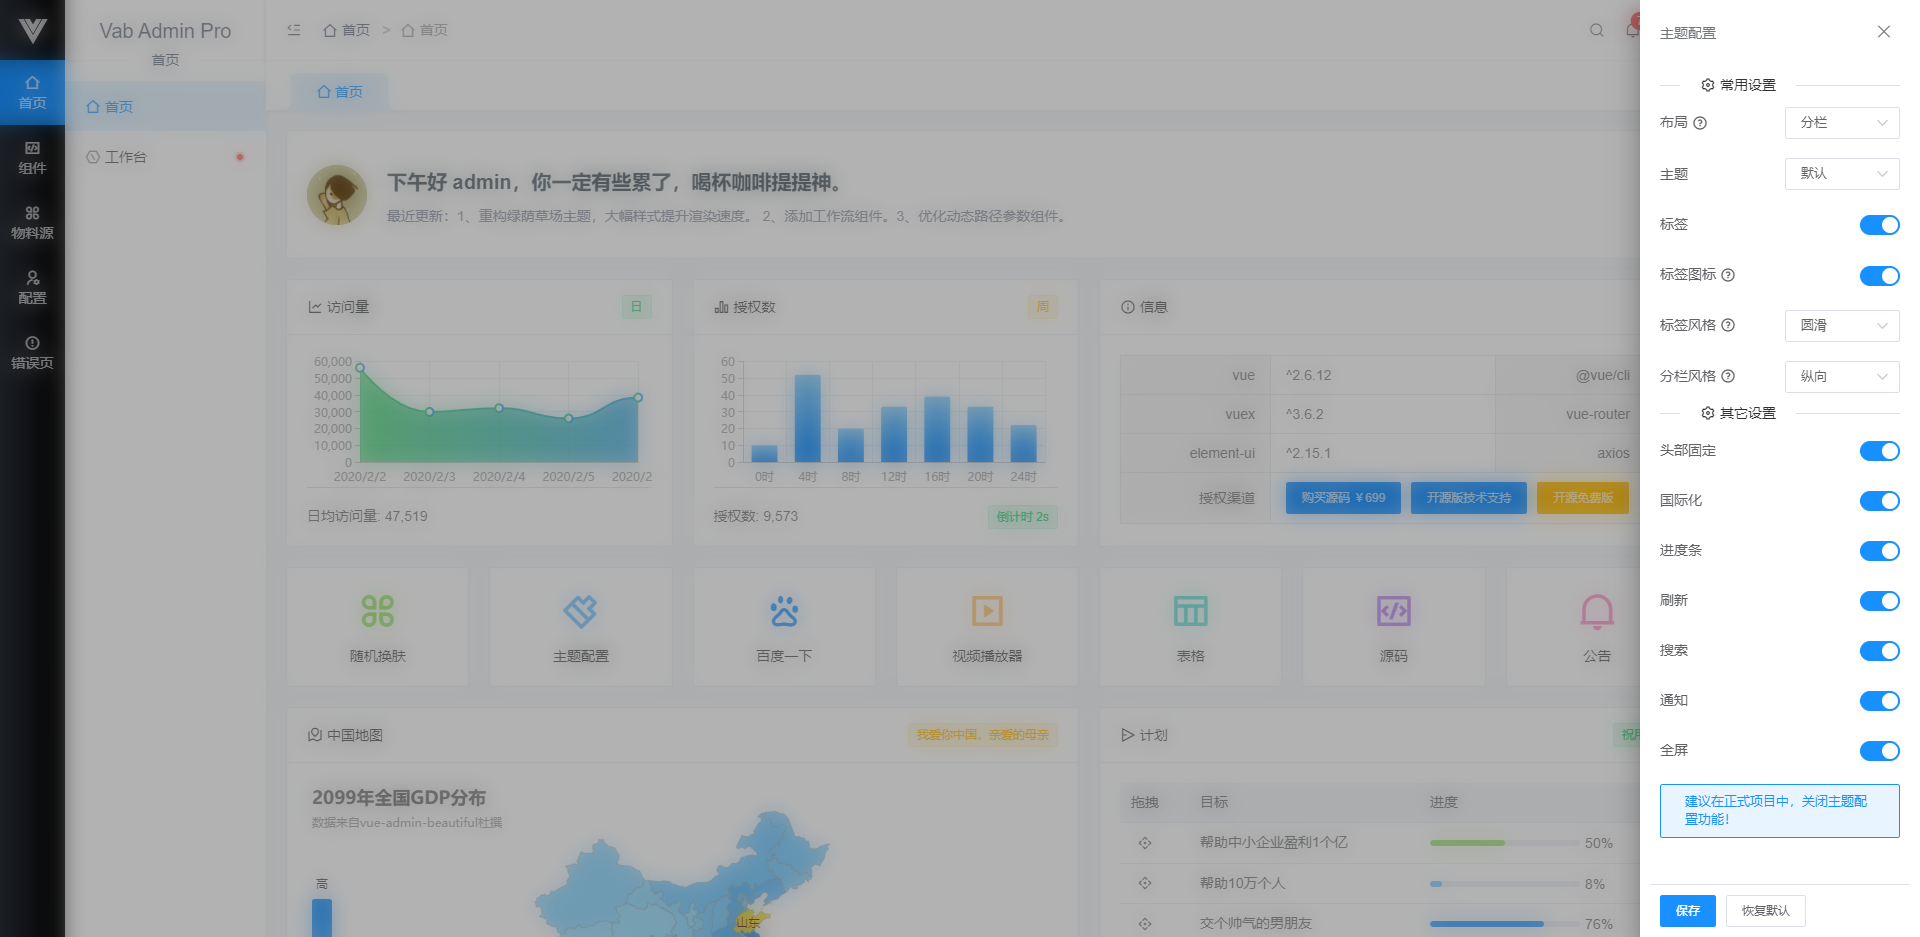 Vab Admin Pro
首页
首页
组件
物料源
配置
错误页
首页
工作台
首页 > 首页
首页
下午好 admin，你一定有些累了，喝杯咖啡提提神。
最近更新：1、重构绿荫草场主题，大幅样式提升渲染速度。 2、添加工作流组件。3、优化动态路径参数组件。
访问量
日
60,000
50,000
40,000
30,000
20,000
10,000
0
2020/2/2 2020/2/3 2020/2/4 2020/2/5 2020/2
日均访问量: 47,519
授权数
周
60
50
40
30
20
10
0
0时 4时 8时 12时 16时 20时 24时
授权数: 9,573
倒计时 2s
信息
vue ^2.6.12 @vue/cli
vuex ^3.6.2 vue-router
element-ui ^2.15.1 axios
授权渠道 购买源码 ￥699 开源版技术支持 开源免费版
随机换肤
主题配置
百度一下
视频播放器
表格
源码
公告
中国地图
我爱你中国，亲爱的母亲
2099年全国GDP分布
数据来自vue-admin-beautiful杜撰
高
山东
计划
拖拽 目标 进度
帮助中小企业盈利1个亿 50%
帮助10万个人 8%
交个帅气的男朋友 76%
主题配置
常用设置
布局 分栏
主题 默认
标签
标签图标
标签风格 圆滑
分栏风格 纵向
其它设置
头部固定
国际化
进度条
刷新
搜索
通知
全屏
建议在正式项目中，关闭主题配
置功能！
保存 恢复默认